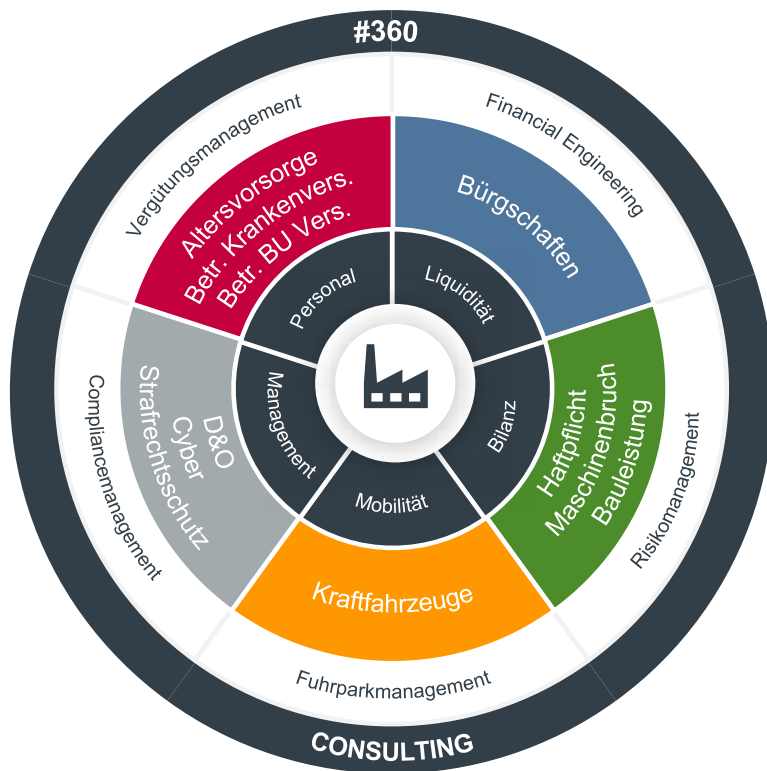 #360
Vergütungsmanagement
Financial Engineering
Altersvorsorge
Betr. Krankenvers.
Betr. BU Vers.
Bürgschaften
Personal
Liquidität
Compliancemanagement
D&O
Cyber
Strafrechtsschutz
Management
Bilanz
Haftpflicht
Maschinenbruch
Bauleistung
Risikomanagement
Mobilität
Kraftfahrzeuge
Fuhrparkmanagement
CONSULTING